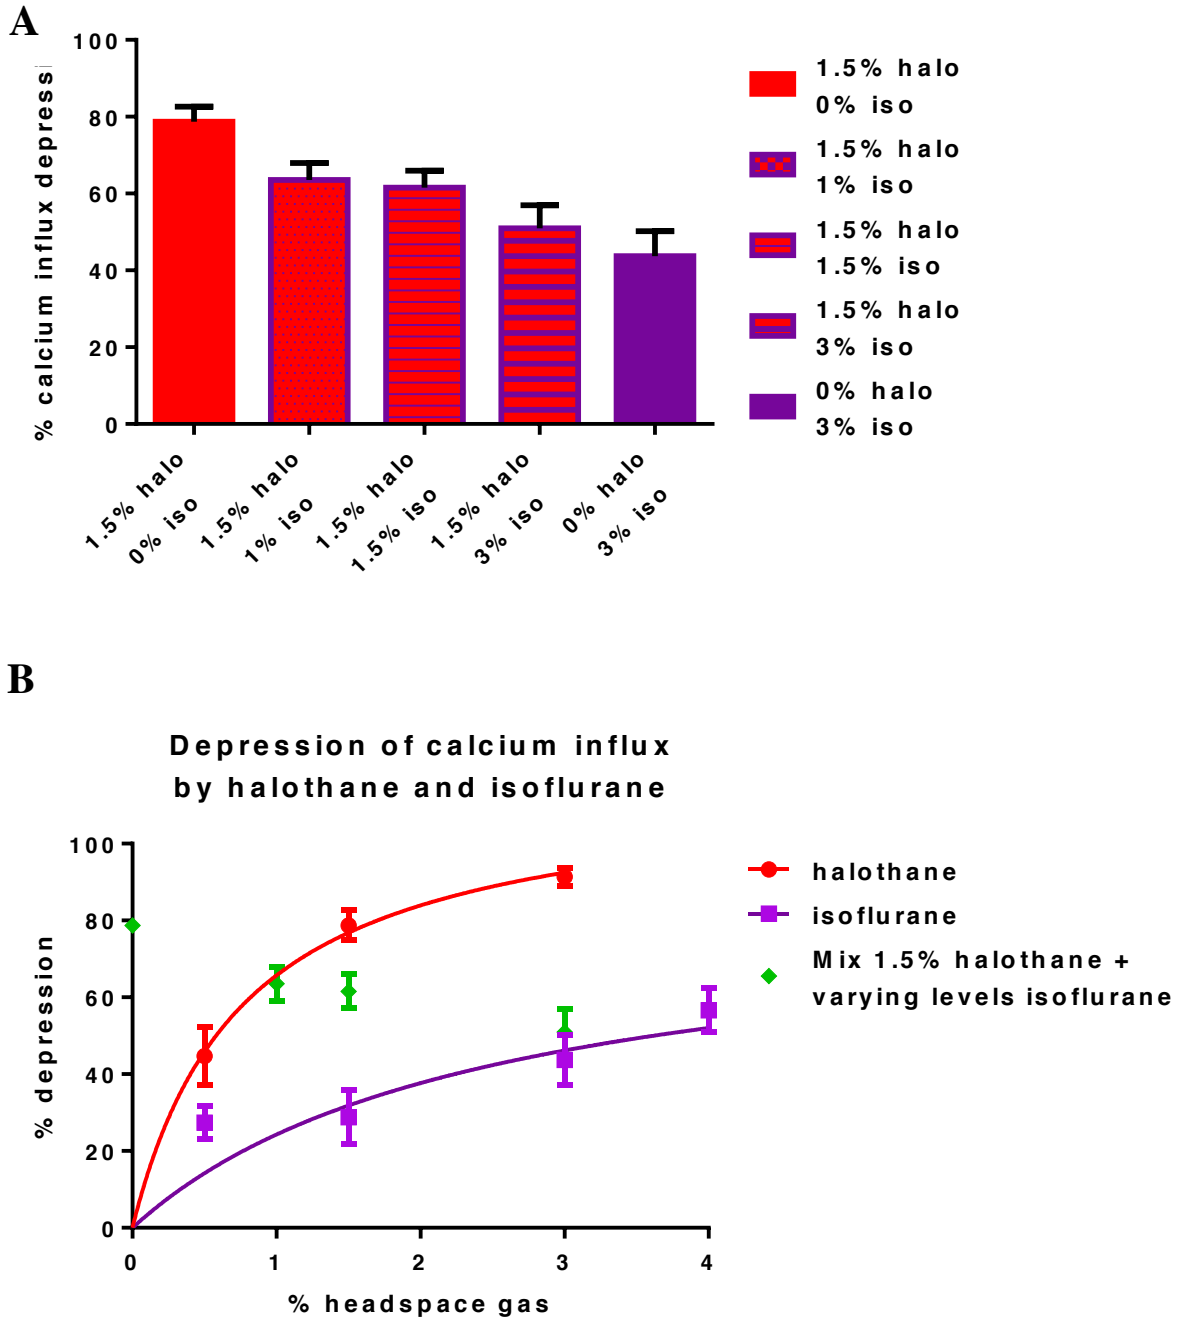 A
100
80
60
40
20
0
% calcium influx depress
1.5% halo
0% iso
1.5% halo
1% iso
1.5% halo
1.5% iso
1.5% halo
3% iso
0% halo
3% iso
1.5% halo
0% iso
1.5% halo
1% iso
1.5% halo
1.5% iso
1.5% halo
3% iso
0% halo
3% iso
B
Depression of calcium influx
by halothane and isoflurane
100
80
60
40
20
0
% depression
0
1
2
3
4
% headspace gas
halothane
isoflurane
Mix 1.5% halothane +
varying levels isoflurane